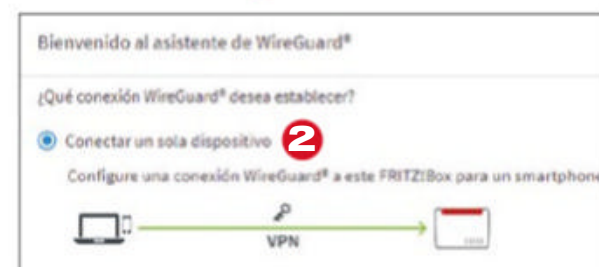 Bienvenido al asistente de WireGuard®
¿Qué conexión WireGuard® desea establecer?
Conectar un sola dispositivo 2
Configure una conexión WireGuard® a este FRITZ!Box para un smartphone
VPN